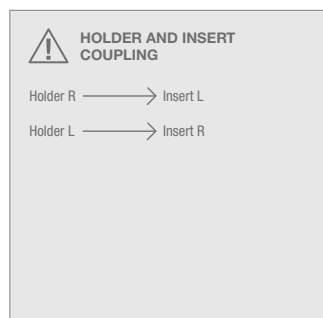 HOLDER AND INSERT
COUPLING
Holder R Insert L
Holder L Insert R